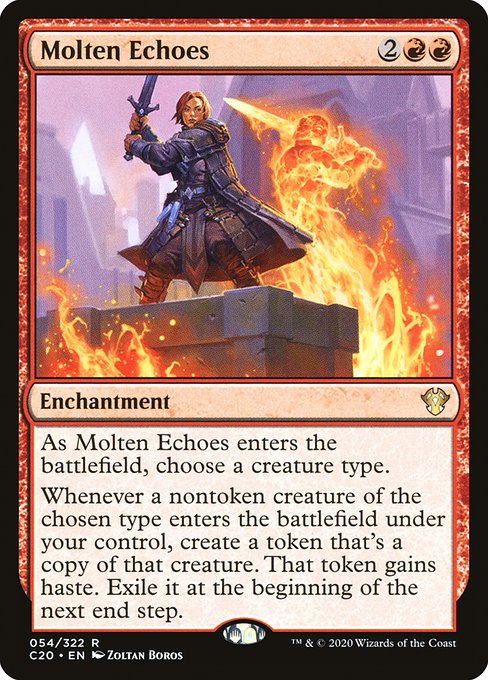 Molten Echoes 2
Enchantment
As Molten Echoes enters the
battlefield, choose a creature type.
Whenever a nontoken creature of the
chosen type enters the battlefield under
your control, create a token that's a
copy of that creature. That token gains
haste. Exile it at the beginning of the
next end step.
054/322 R
C20 • EN Zoltan Boros
™ & © 2020 Wizards of the Coast